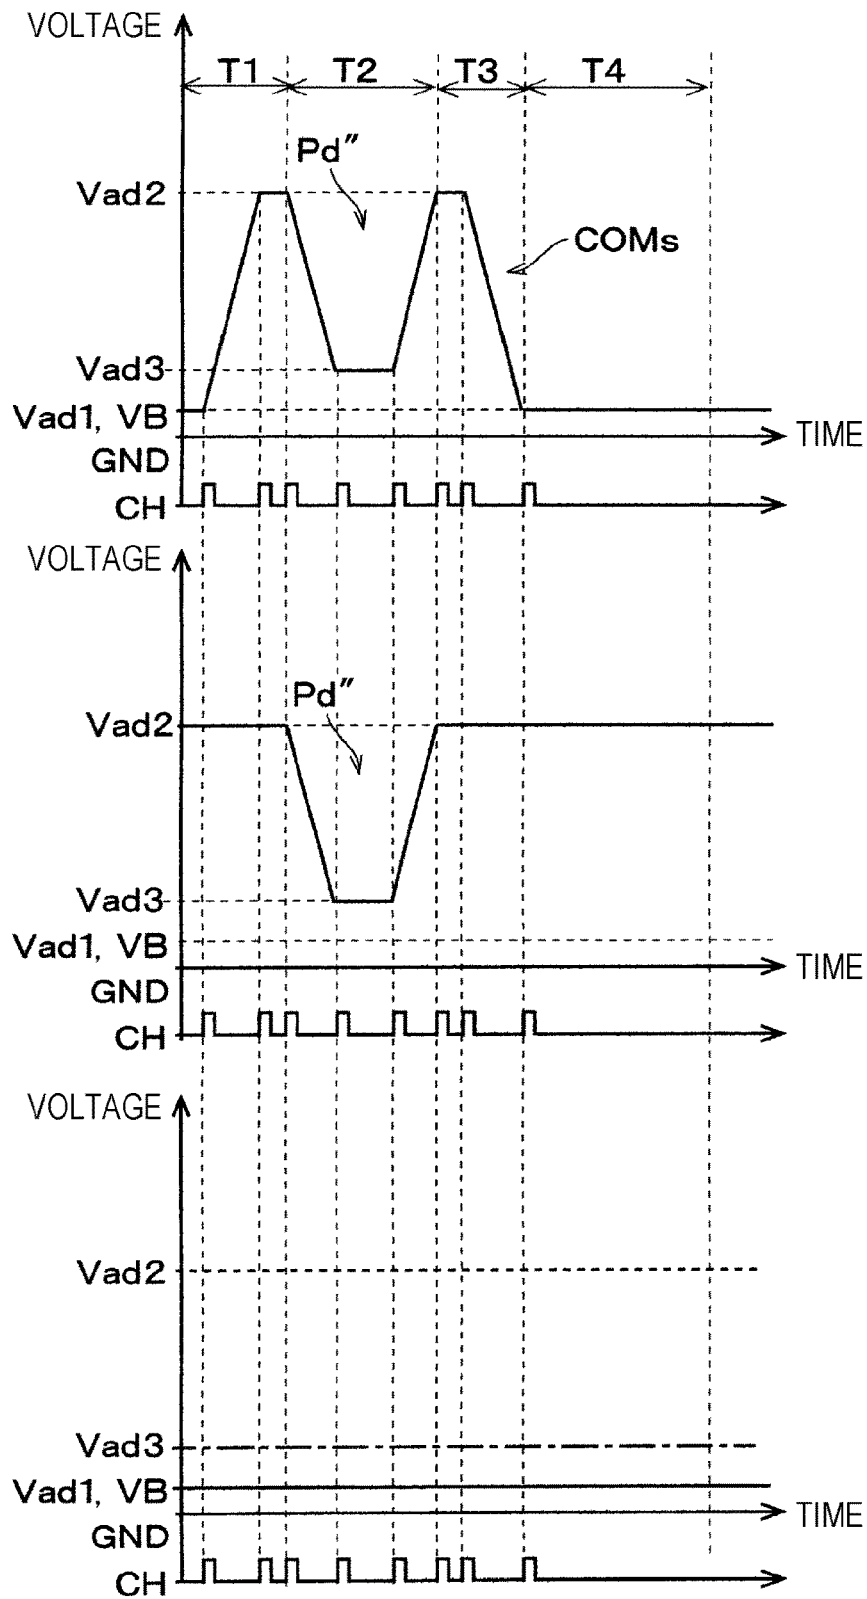 VOLTAGE
T1 T2 T3 T4
Pd″
Vad2
COMs
Vad3
Vad1, VB
TIME
GND
CH
VOLTAGE
Pd″
Vad2
Vad3
Vad1, VB
TIME
GND
CH
VOLTAGE
Vad2
Vad3
Vad1, VB
TIME
GND
CH